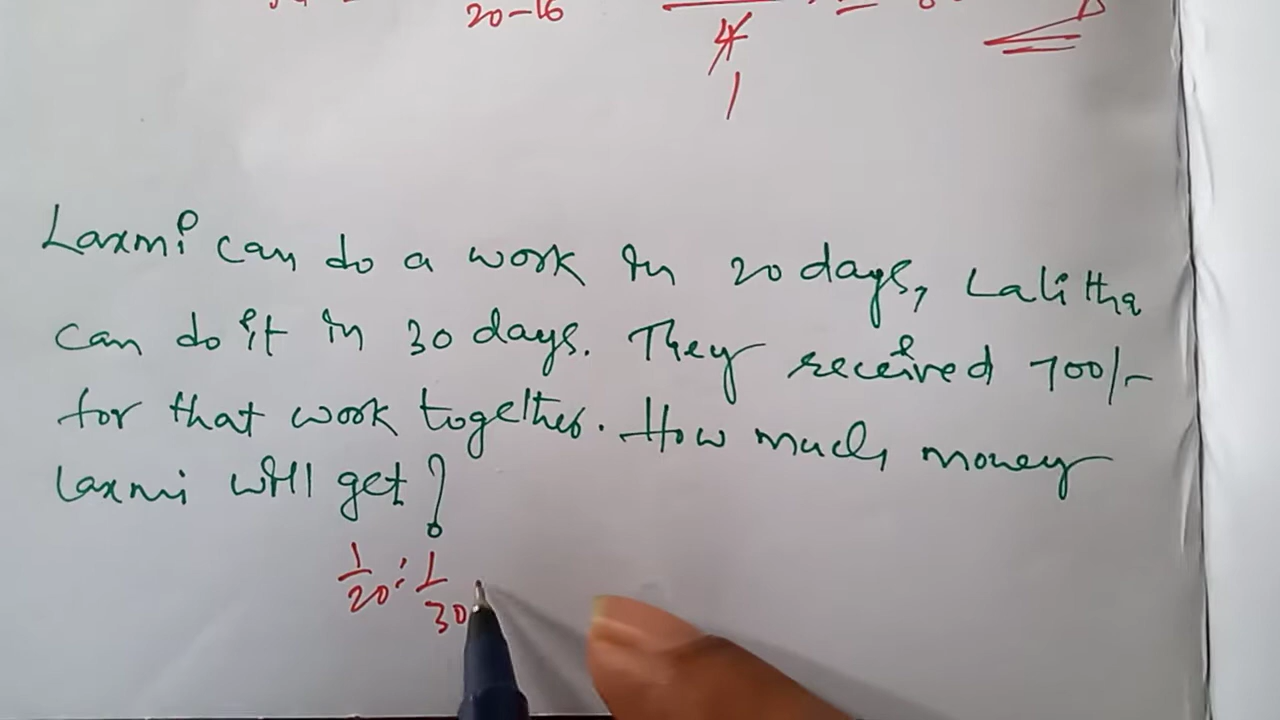 20-16
4
1
Laxmi can do a work in 20 days, Lalitha
can do it in 30 days. They received 700/-
for that work together. How much money
Laxmi will get?
1/20 : 1/30